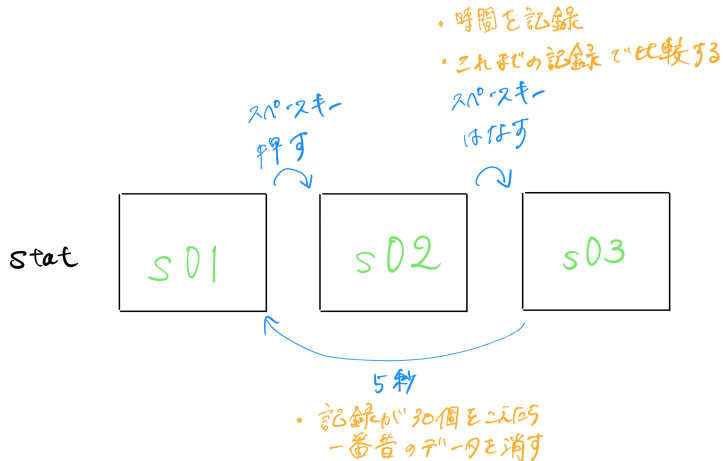 ・時間を記録
・これまでの記録で比較する
スペースキー
押す
スペースキー
はなす
stat
s01
s02
s03
5秒
・記録が30個をこえたら
一番昔のデータを消す